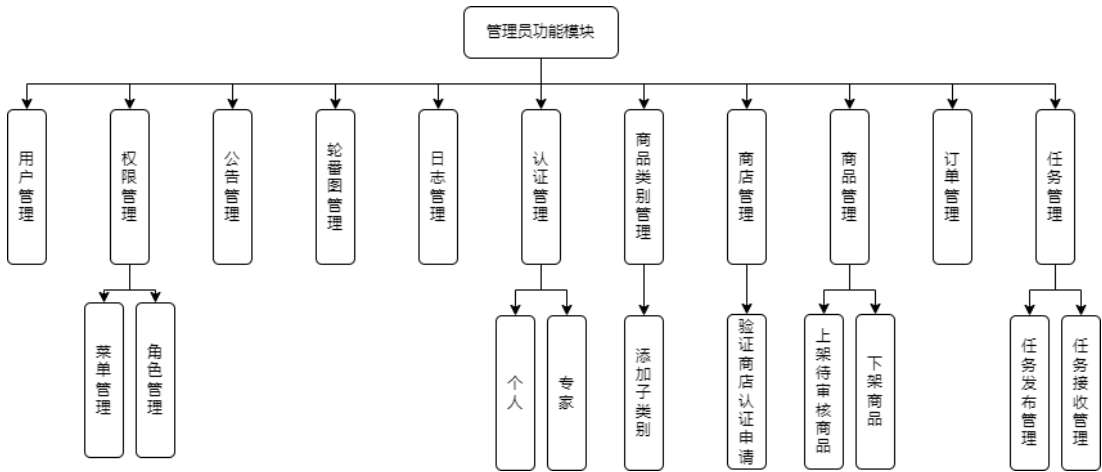 管理员功能模块
用户管理
权限管理
公告管理
轮番图管理
日志管理
认证管理
商品类别管理
商店管理
商品管理
订单管理
任务管理
菜单管理
角色管理
个人
专家
添加子类别
验证商店认证申请
上架待审核商品
下架商品
任务发布管理
任务接收管理